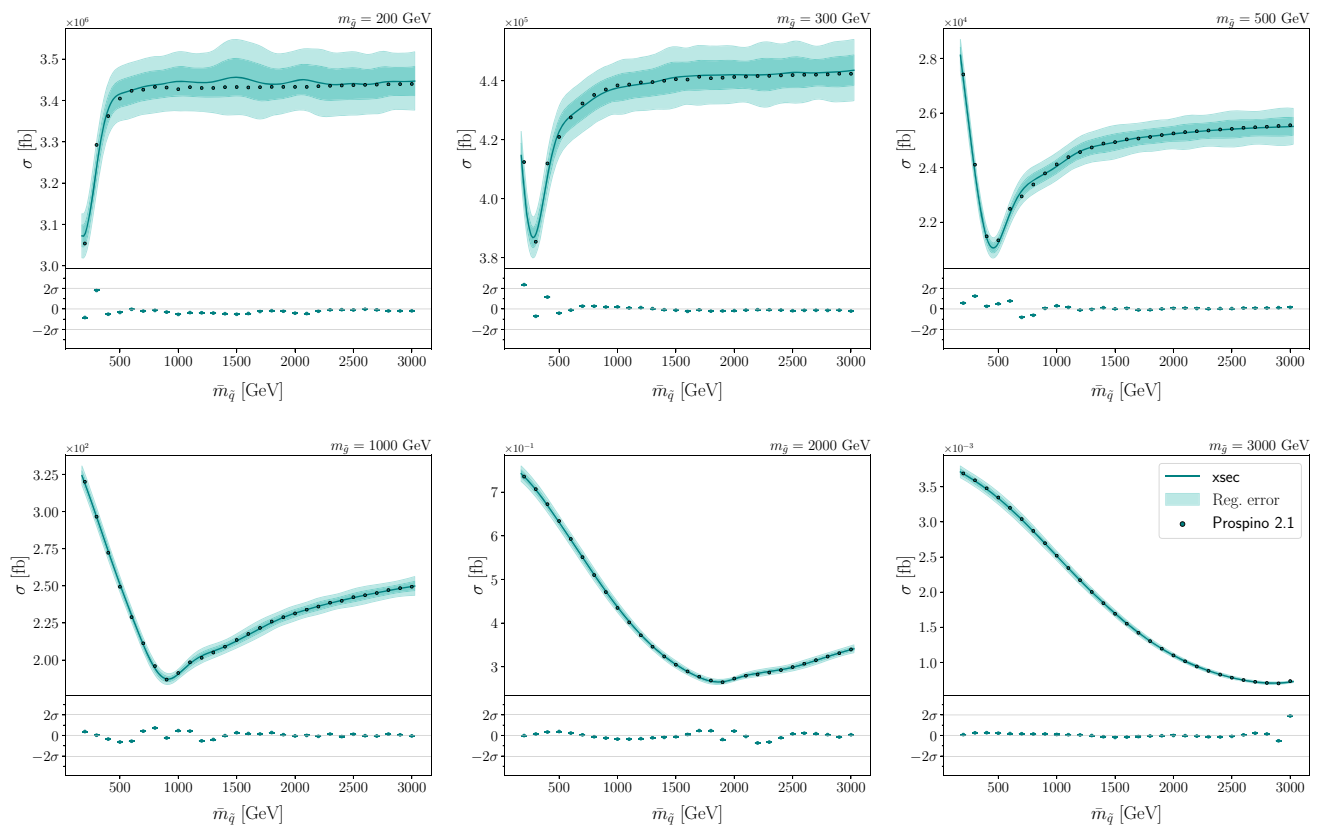 ×10⁶ m_g̃ = 200 GeV
3.5
3.4
3.3
3.2
3.1
3.0
σ [fb]
2σ
0
−2σ
500 1000 1500 2000 2500 3000
m̄_q̃ [GeV]
×10⁵ m_g̃ = 300 GeV
4.4
4.2
4.0
3.8
σ [fb]
2σ
0
−2σ
500 1000 1500 2000 2500 3000
m̄_q̃ [GeV]
×10⁴ m_g̃ = 500 GeV
2.8
2.6
2.4
2.2
σ [fb]
2σ
0
−2σ
500 1000 1500 2000 2500 3000
m̄_q̃ [GeV]
×10² m_g̃ = 1000 GeV
3.25
3.00
2.75
2.50
2.25
2.00
σ [fb]
2σ
0
−2σ
500 1000 1500 2000 2500 3000
m̄_q̃ [GeV]
×10⁻¹ m_g̃ = 2000 GeV
7
6
5
4
3
σ [fb]
2σ
0
−2σ
500 1000 1500 2000 2500 3000
m̄_q̃ [GeV]
×10⁻³ m_g̃ = 3000 GeV
xsec
Reg. error
Prospino 2.1
3.5
3.0
2.5
2.0
1.5
1.0
σ [fb]
2σ
0
−2σ
500 1000 1500 2000 2500 3000
m̄_q̃ [GeV]